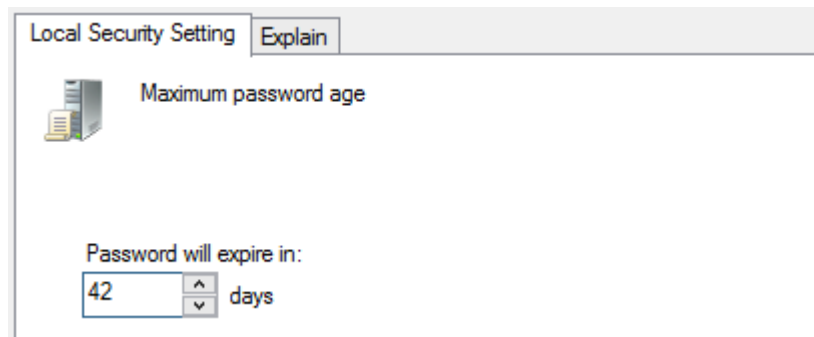 Local Security Setting Explain
Maximum password age
Password will expire in:
42 days